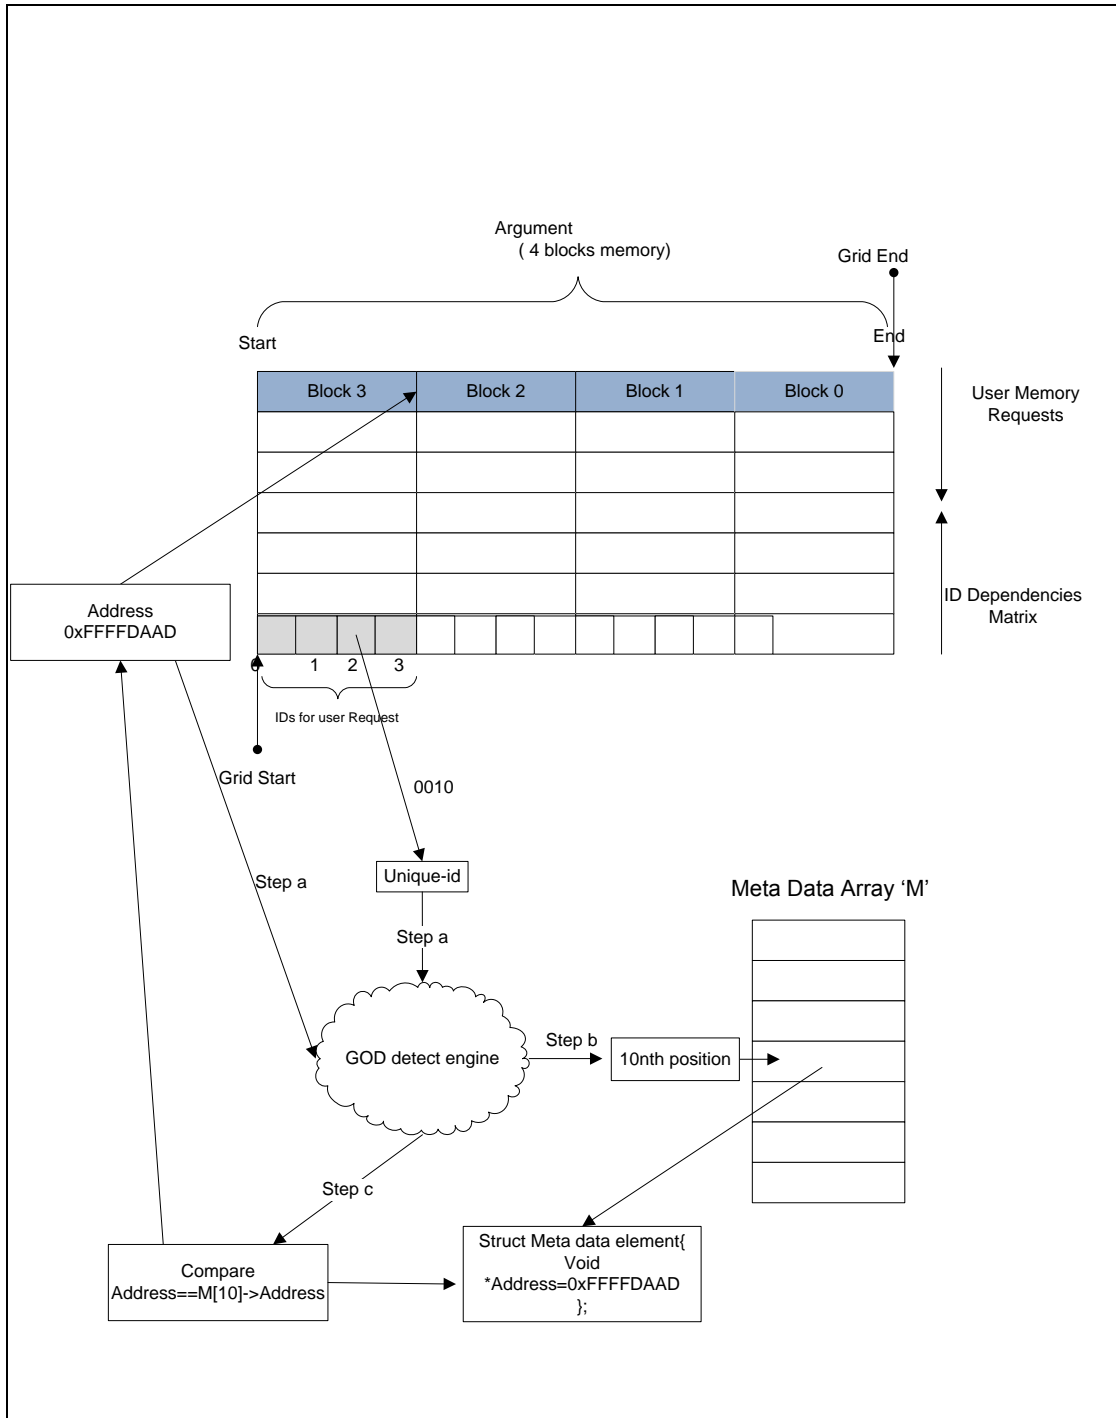 Argument
( 4 blocks memory)
Grid End
Start
End
Block 3
Block 2
Block 1
Block 0
User Memory
Requests
Address
0xFFFFDAAD
ID Dependencies
Matrix
0
1
2
3
IDs for user Request
Grid Start
0010
Step a
Unique-id
Step a
Meta Data Array ‘M’
GOD detect engine
Step b
10nth position
Step c
Compare
Address==M[10]->Address
Struct Meta data element{
Void
*Address=0xFFFFDAAD
};